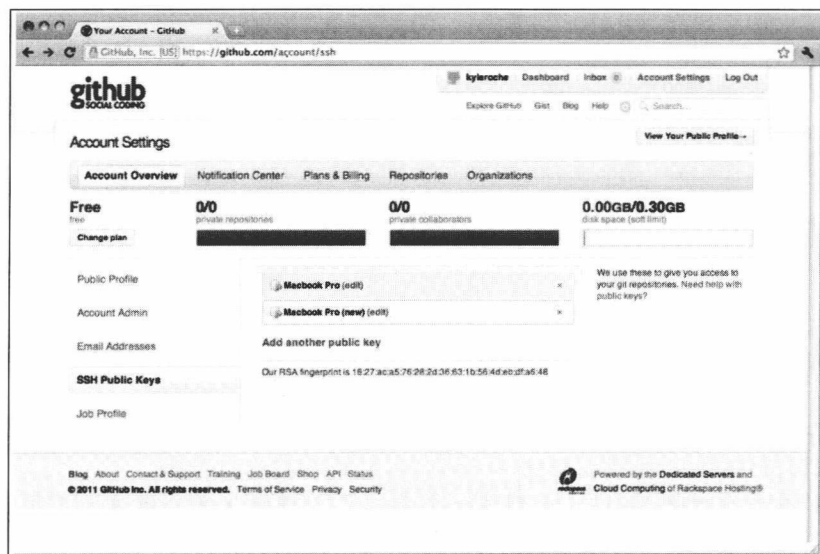 Your Account - GitHub
GitHub, Inc. [US] https://github.com/account/ssh
github
SOCIAL CODING
kyleroche Dashboard Inbox 0 Account Settings Log Out
Explore GitHub Gist Blog Help Search...
Account Settings
View Your Public Profile→
Account Overview Notification Center Plans & Billing Repositories Organizations
Free
free
Change plan
0/0
private repositories
0/0
private collaborators
0.00GB/0.30GB
disk space (soft limit)
Public Profile
Account Admin
Email Addresses
SSH Public Keys
Job Profile
Macbook Pro (edit) ×
Macbook Pro (new) (edit) ×
Add another public key
Our RSA fingerprint is 16:27:ac:a5:76:28:2d:36:63:1b:56:4d:eb:df:a6:48
We use these to give you access to
your git repositories. Need help with
public keys?
Blog About Contact & Support Training Job Board Shop API Status
© 2011 GitHub Inc. All rights reserved. Terms of Service Privacy Security
rackspace
Powered by the Dedicated Servers and
Cloud Computing of Rackspace Hosting®